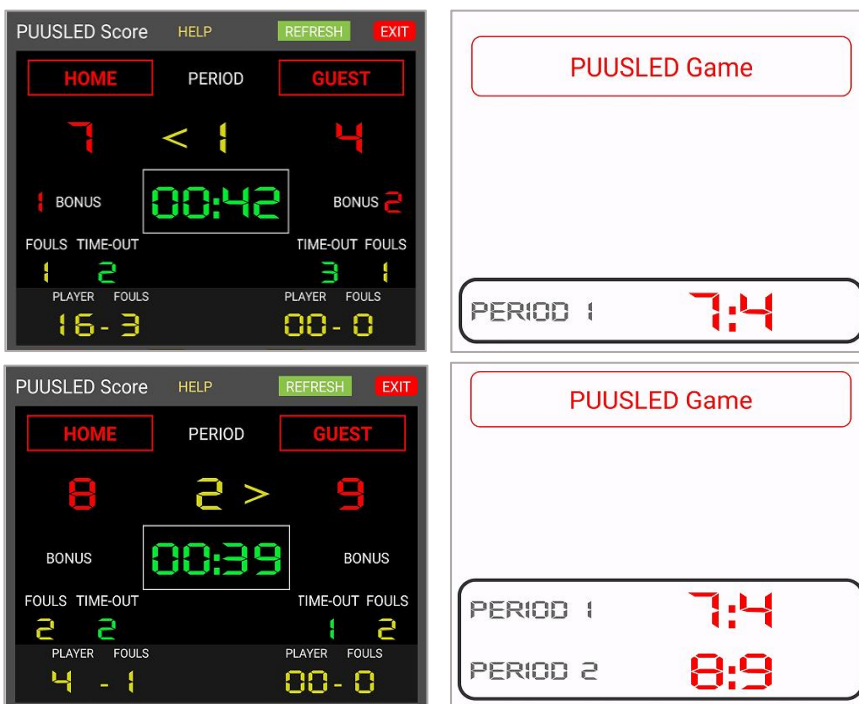 PUUSLED Score HELP REFRESH EXIT
HOME PERIOD GUEST
7 < 1 4
1 BONUS 00:42 BONUS 2
FOULS TIME-OUT TIME-OUT FOULS
1 2 3 1
PLAYER FOULS PLAYER FOULS
16-3 00-0
PUUSLED Game
PERIOD 1 7:4
PUUSLED Score HELP REFRESH EXIT
HOME PERIOD GUEST
8 2 > 9
BONUS 00:39 BONUS
FOULS TIME-OUT TIME-OUT FOULS
2 2 1 2
PLAYER FOULS PLAYER FOULS
4 -1 00-0
PUUSLED Game
PERIOD 1 7:4
PERIOD 2 8:9